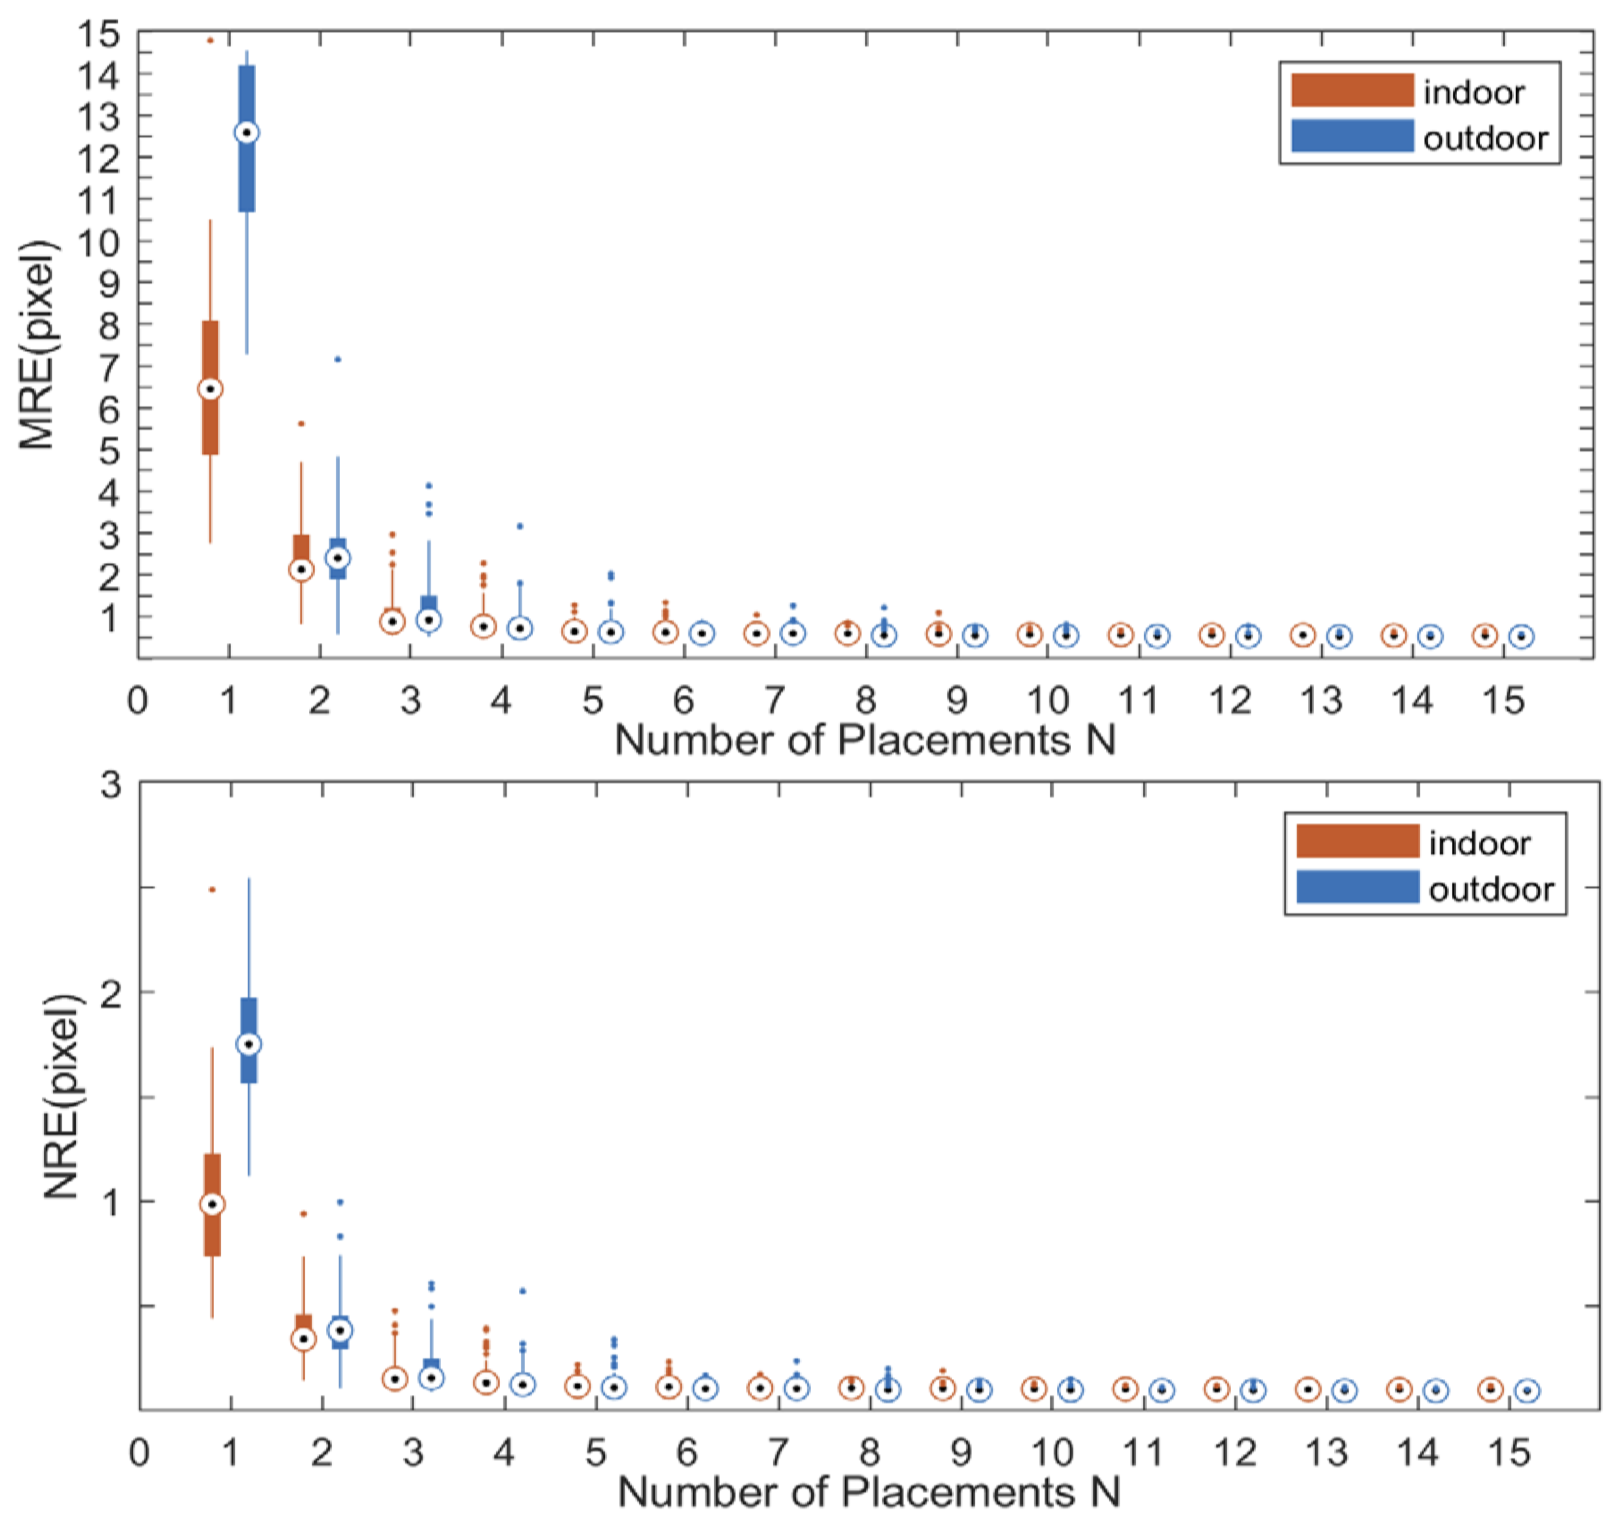 15
14
13
12
11
10
9
8
7
6
5
4
3
2
1
MRE(pixel)
indoor
outdoor
0 1 2 3 4 5 6 7 8 9 10 11 12 13 14 15
Number of Placements N
3
2
1
NRE(pixel)
indoor
outdoor
0 1 2 3 4 5 6 7 8 9 10 11 12 13 14 15
Number of Placements N